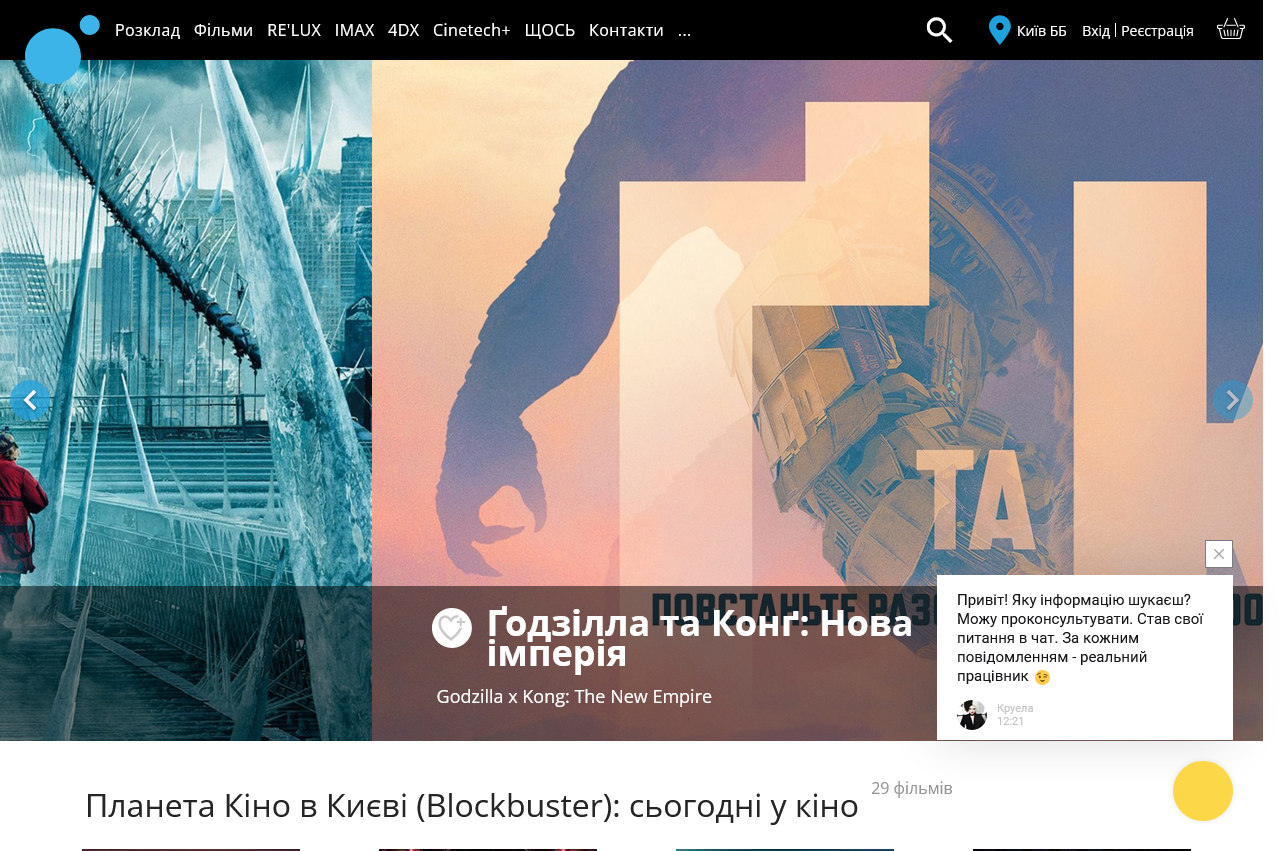 Розклад Фільми RE'LUX IMAX 4DX Cinetech+ ЩОСЬ Контакти ...
Київ ББ Вхід | Реєстрація
ТА
ПОВСТАНЬТЕ
Ґодзілла та Конґ: Нова
імперія
Godzilla x Kong: The New Empire
Привіт! Яку інформацію шукаєш?
Можу проконсультувати. Став свої
питання в чат. За кожним
повідомленням - реальний
працівник 😉
Круела
12:21
Планета Кіно в Києві (Blockbuster): сьогодні у кіно
29 фільмів